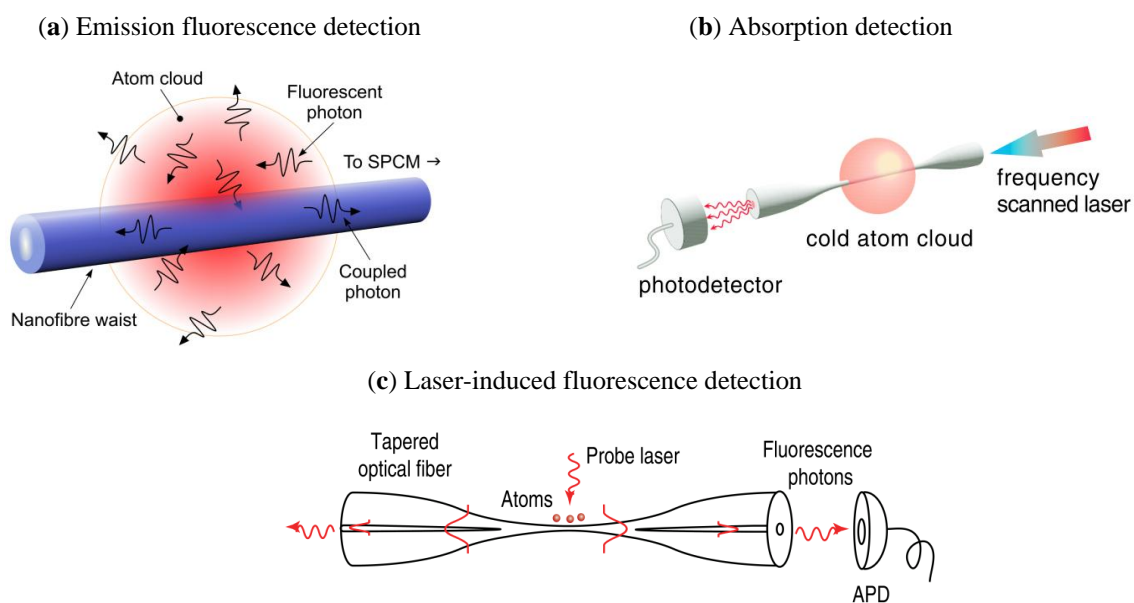 (a) Emission fluorescence detection
(b) Absorption detection
Atom cloud
Fluorescent
photon
To SPCM →
Coupled
photon
Nanofibre waist
frequency
scanned laser
cold atom cloud
photodetector
(c) Laser-induced fluorescence detection
Tapered
optical fiber
Probe laser
Atoms
Fluorescence
photons
APD